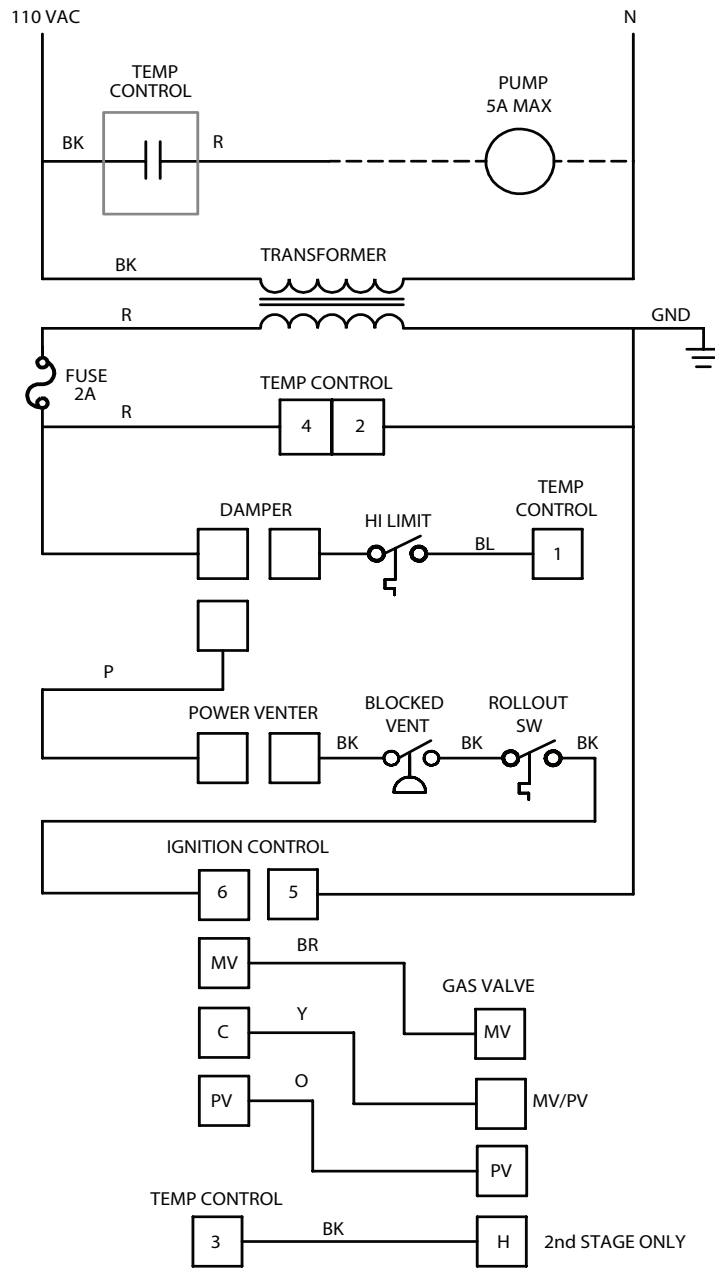 110 VAC
N
TEMP
CONTROL
PUMP
5A MAX
BK
R
TRANSFORMER
BK
R
GND
FUSE
2A
TEMP CONTROL
R
4
2
DAMPER
HI LIMIT
TEMP
CONTROL
BL
1
P
POWER VENTER
BLOCKED
VENT
ROLLOUT
SW
BK
BK
BK
IGNITION CONTROL
6
5
MV
BR
GAS VALVE
MV
C
Y
MV/PV
PV
O
PV
TEMP CONTROL
3
BK
H
2nd STAGE ONLY